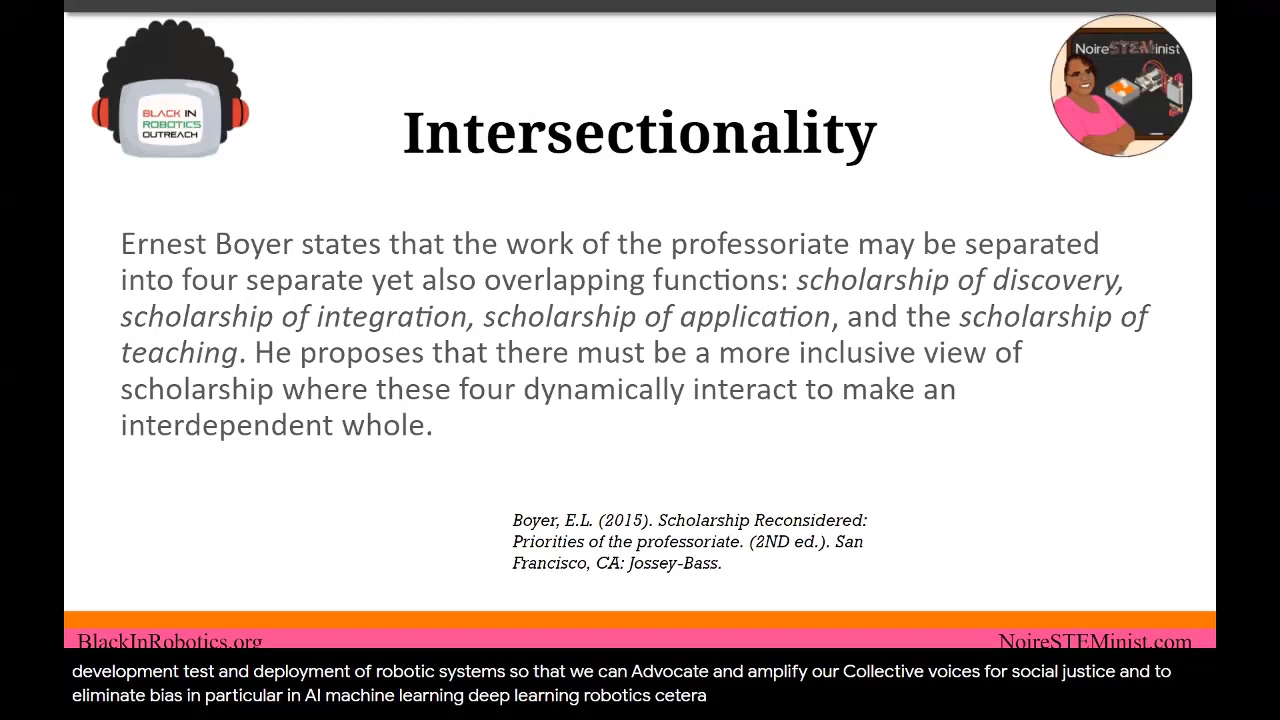 BLACK IN
ROBOTICS
OUTREACH
NoireSTEMinist
Intersectionality
Ernest Boyer states that the work of the professoriate may be separated
into four separate yet also overlapping functions: scholarship of discovery,
scholarship of integration, scholarship of application, and the scholarship of
teaching. He proposes that there must be a more inclusive view of
scholarship where these four dynamically interact to make an
interdependent whole.
Boyer, E.L. (2015). Scholarship Reconsidered:
Priorities of the professoriate. (2ND ed.). San
Francisco, CA: Jossey-Bass.
BlackInRobotics.org
NoireSTEMinist.com
development test and deployment of robotic systems so that we can Advocate and amplify our Collective voices for social justice and to
eliminate bias in particular in AI machine learning deep learning robotics cetera